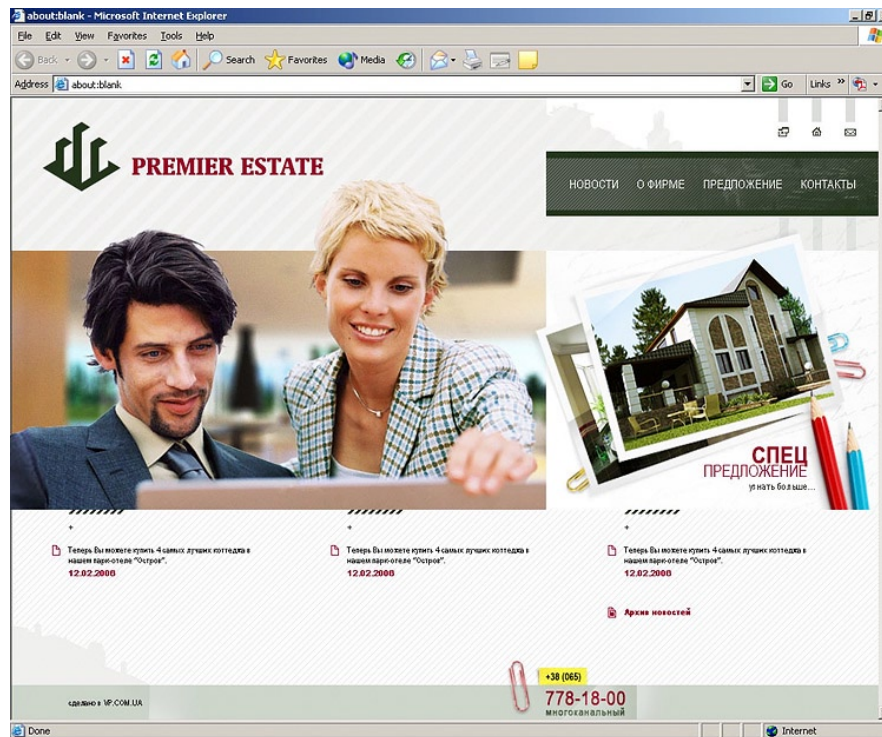 about:blank - Microsoft Internet Explorer
File Edit View Favorites Tools Help
Back Search Favorites Media
Address about:blank Go Links »
PREMIER ESTATE
НОВОСТИ О ФИРМЕ ПРЕДЛОЖЕНИЕ КОНТАКТЫ
СПЕЦ
ПРЕДЛОЖЕНИЕ
узнать больше...
Теперь Вы можете купить 4 самых лучших коттеджа в
нашем парк-отеле "Остров".
12.02.2006
Теперь Вы можете купить 4 самых лучших коттеджа в
нашем парк-отеле "Остров".
12.02.2006
Теперь Вы можете купить 4 самых лучших коттеджа в
нашем парк-отеле "Остров".
12.02.2006
Архив новостей
+38 (065)
778-18-00
многоканальный
сделано в VP.COM.UA
Done Internet